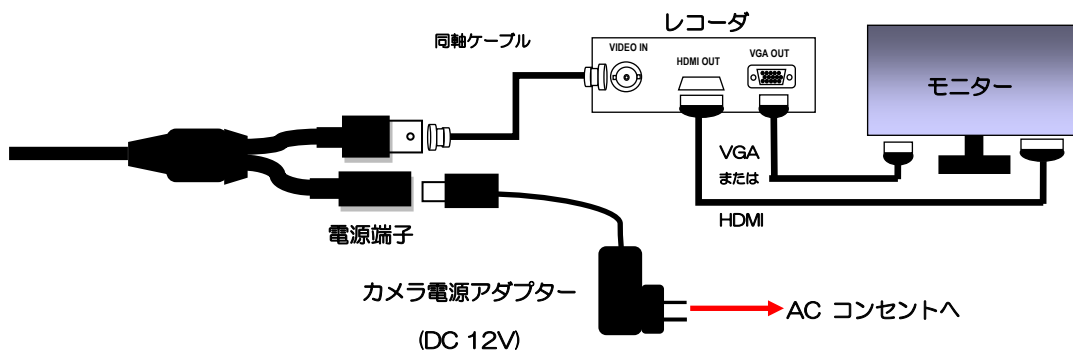 レコーダ
同軸ケーブル
VIDEO IN
HDMI OUT
VGA OUT
モニター
VGA
または
HDMI
電源端子
カメラ電源アダプター
(DC 12V)
AC コンセントへ